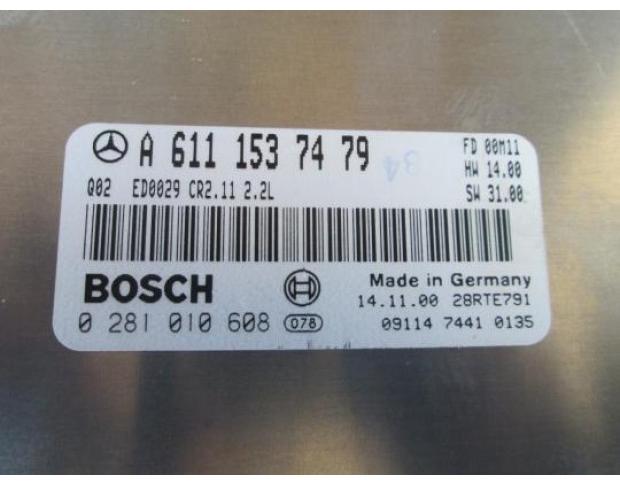 A 611 153 74 79
34
FD 00M11
HW 14.00
SW 31.00
Q02 ED0029 CR2.11 2.2L
BOSCH
Made in Germany
14.11.00 28RTE791
0 281 010 608 078
09114 7441 0135